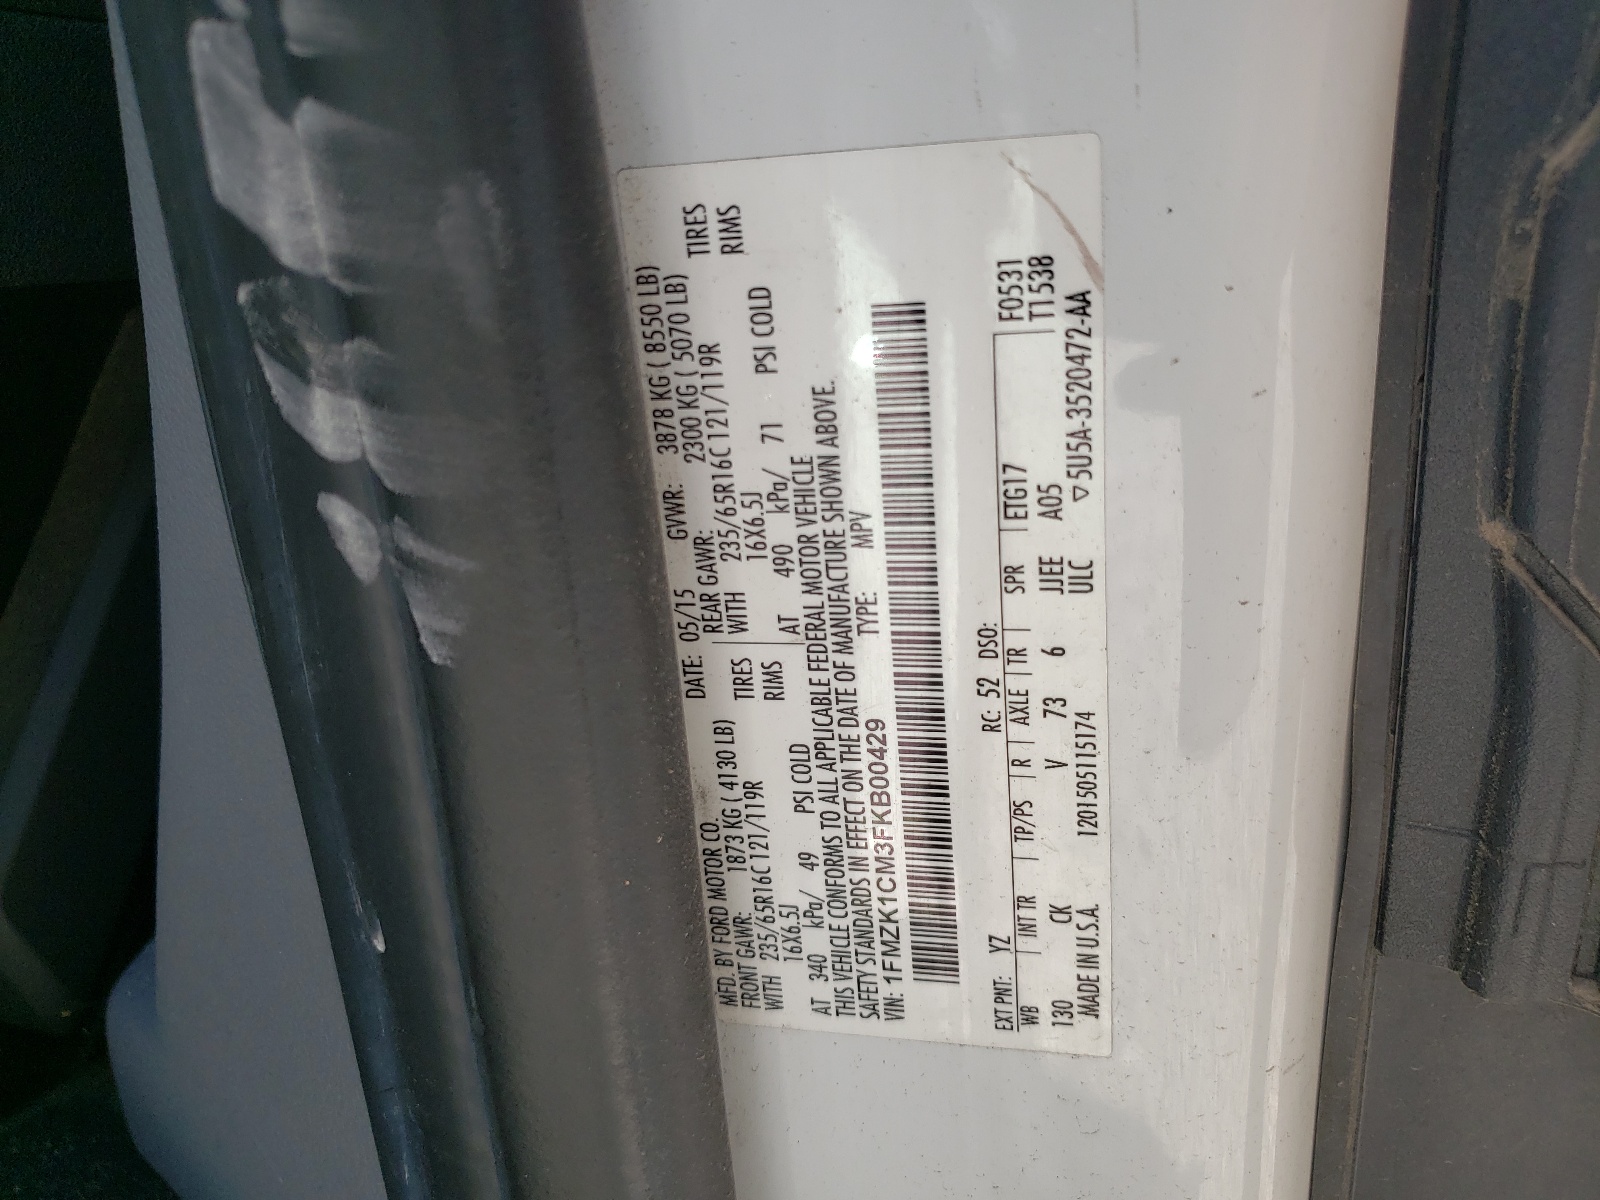 MFD. BY FORD MOTOR CO.
DATE: 05/15 GVWR: 3878 KG ( 8550 LB)
FRONT GAWR: 1873 KG ( 4130 LB) REAR GAWR: 2300 KG ( 5070 LB)
WITH 235/65R16C 121/119R TIRES WITH 235/65R16C 121/119R TIRES
16X6.5J RIMS 16X6.5J RIMS
AT 340 kPa/ 49 PSI COLD AT 490 kPa/ 71 PSI COLD
THIS VEHICLE CONFORMS TO ALL APPLICABLE FEDERAL MOTOR VEHICLE
SAFETY STANDARDS IN EFFECT ON THE DATE OF MANUFACTURE SHOWN ABOVE.
VIN: 1FMZK1CM3FKB00429 TYPE: MPV
EXT PNT: YZ RC: 52 DSO:
WB INT TR TP/PS R AXLE TR SPR ETG17 F0531
130 CK V 73 6 JJEE A05 T1538
MADE IN U.S.A. 1201505115174 ULC ▽5U5A-3520472-AA